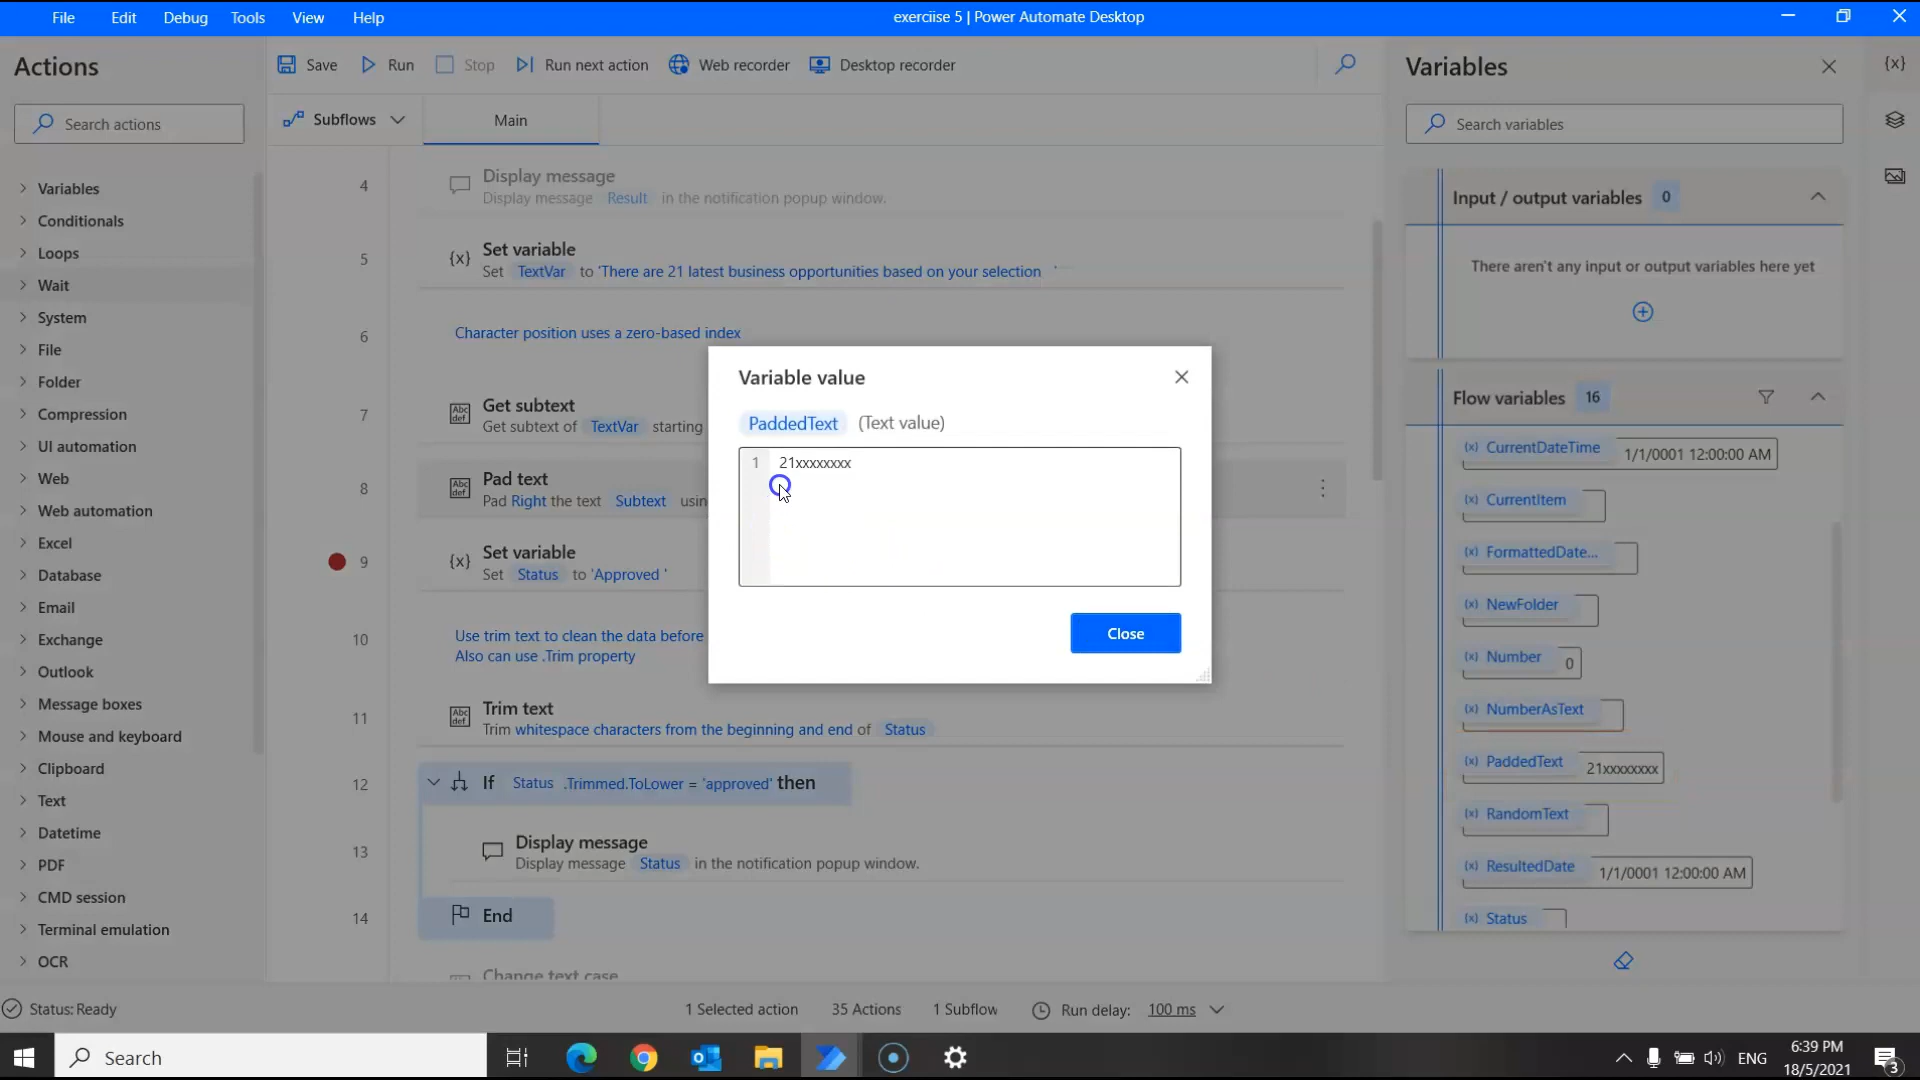 File Edit Debug Tools View Help
exerciise 5 | Power Automate Desktop
Actions
Search actions
Variables
Conditionals
Loops
Wait
System
File
Folder
Compression
UI automation
Web
Web automation
Excel
Database
Email
Exchange
Outlook
Message boxes
Mouse and keyboard
Clipboard
Text
Datetime
PDF
CMD session
Terminal emulation
OCR
Save Run Stop Run next action Web recorder Desktop recorder
Subflows Main
4 Display message
Display message Result in the notification popup window.
5 {x} Set variable
Set TextVar to 'There are 21 latest business opportunities based on your selection '
6 Character position uses a zero-based index
7 Abc def Get subtext
Get subtext of TextVar starting
8 Abc def Pad text
Pad Right the text Subtext
9 {x} Set variable
Set Status to 'Approved '
10 Use trim text to clean the data before
Also can use .Trim property
11 Abc def Trim text
Trim whitespace characters from the beginning and end of Status
12 If Status .Trimmed.ToLower = 'approved' then
13 Display message
Display message Status in the notification popup window.
14 End
Change text case
Variable value
PaddedText (Text value)
1 21xxxxxxxx
Close
Variables
{x}
Search variables
Input / output variables 0
There aren't any input or output variables here yet
Flow variables 16
(x) CurrentDateTime 1/1/0001 12:00:00 AM
(x) CurrentItem
(x) FormattedDate...
(x) NewFolder
(x) Number 0
(x) NumberAsText
(x) PaddedText 21xxxxxxxx
(x) RandomText
(x) ResultedDate 1/1/0001 12:00:00 AM
(x) Status
Status: Ready 1 Selected action 35 Actions 1 Subflow Run delay: 100 ms
Search
ENG
6:39 PM
18/5/2021
3